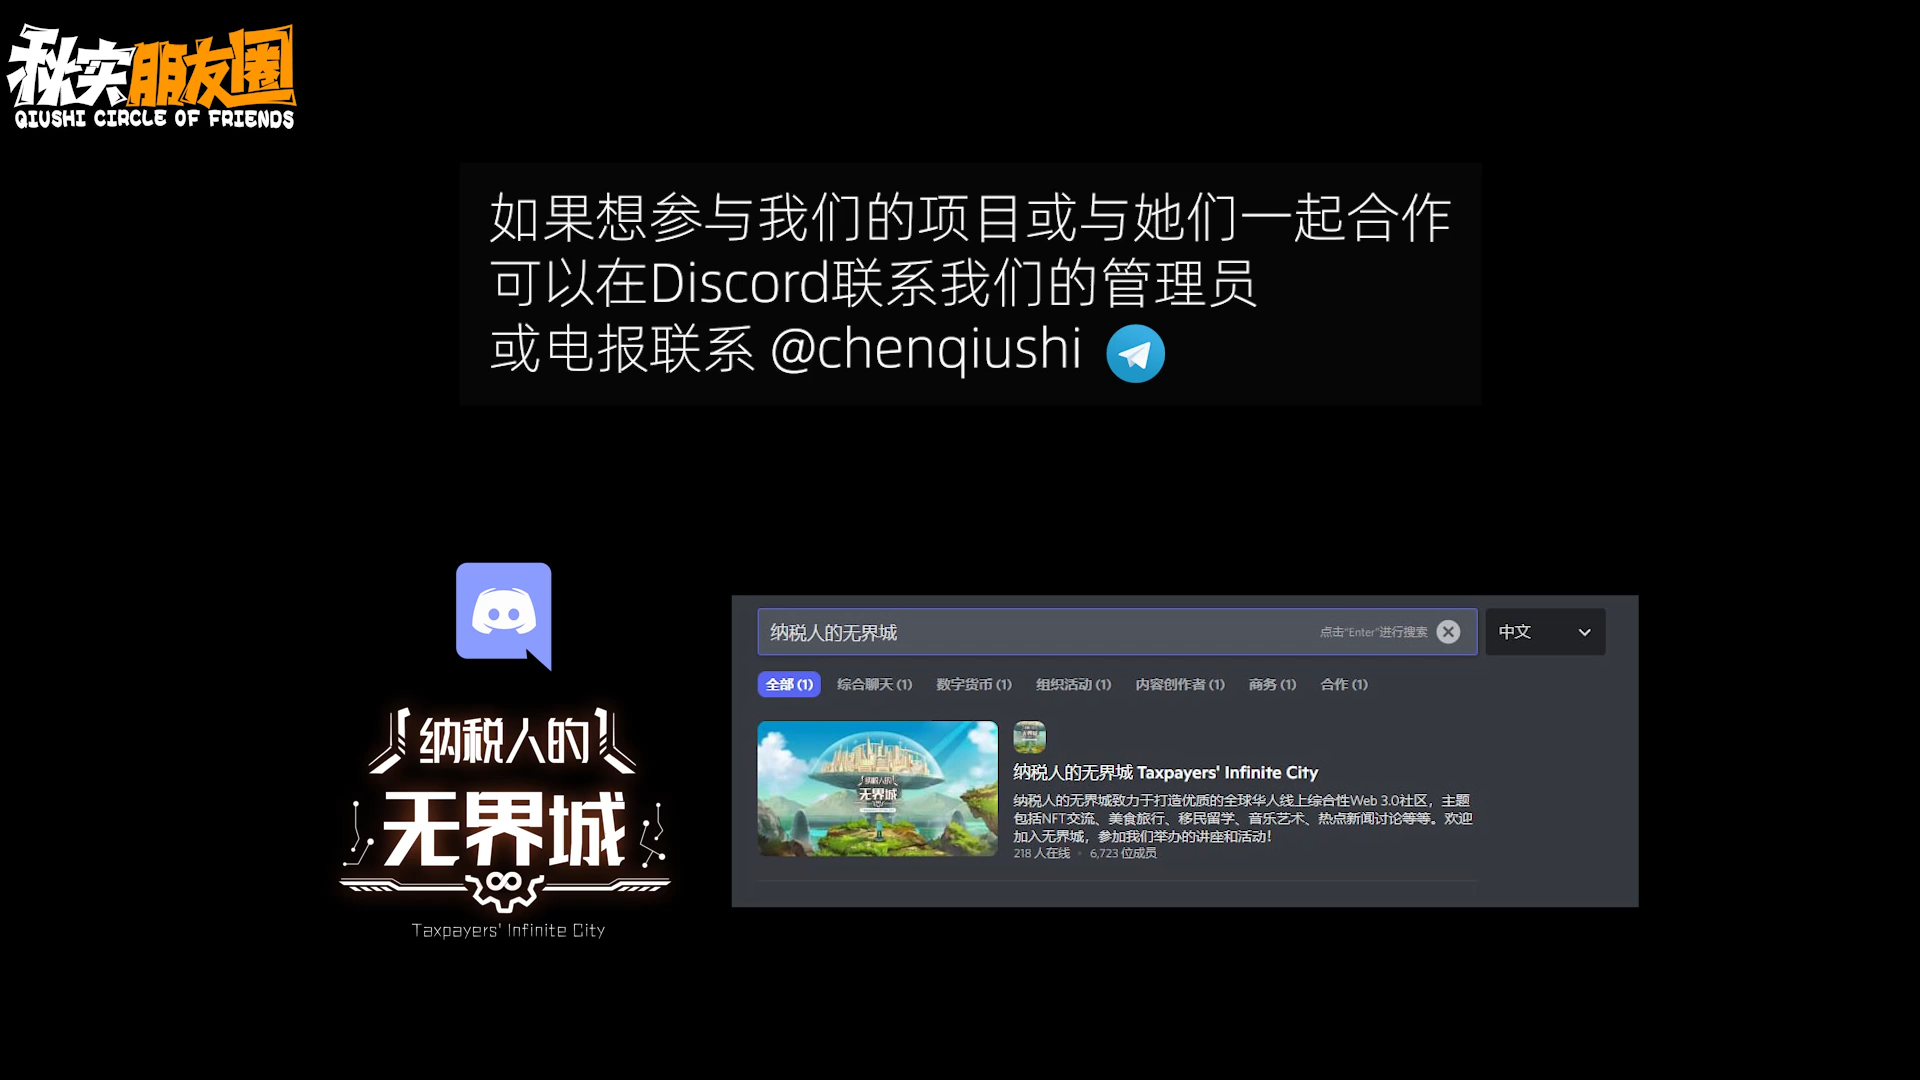 秋实朋友圈
QIUSHI CIRCLE OF FRIENDS
如果想参与我们的项目或与她们一起合作
可以在Discord联系我们的管理员
或电报联系 @chenqiushi
纳税人的
无界城
Taxpayers' Infinite City
纳税人的无界城 点击"Enter"进行搜索 中文
全部 (1) 综合聊天 (1) 数字货币 (1) 组织活动 (1) 内容创作者 (1) 商务 (1) 合作 (1)
纳税人的
无界城
纳税人的无界城 Taxpayers' Infinite City
纳税人的无界城致力于打造优质的全球华人线上综合性Web 3.0社区，主题
包括NFT交流、美食旅行、移民留学、音乐艺术、热点新闻讨论等等。欢迎
加入无界城，参加我们举办的讲座和活动！
218 人在线 • 6,723 位成员